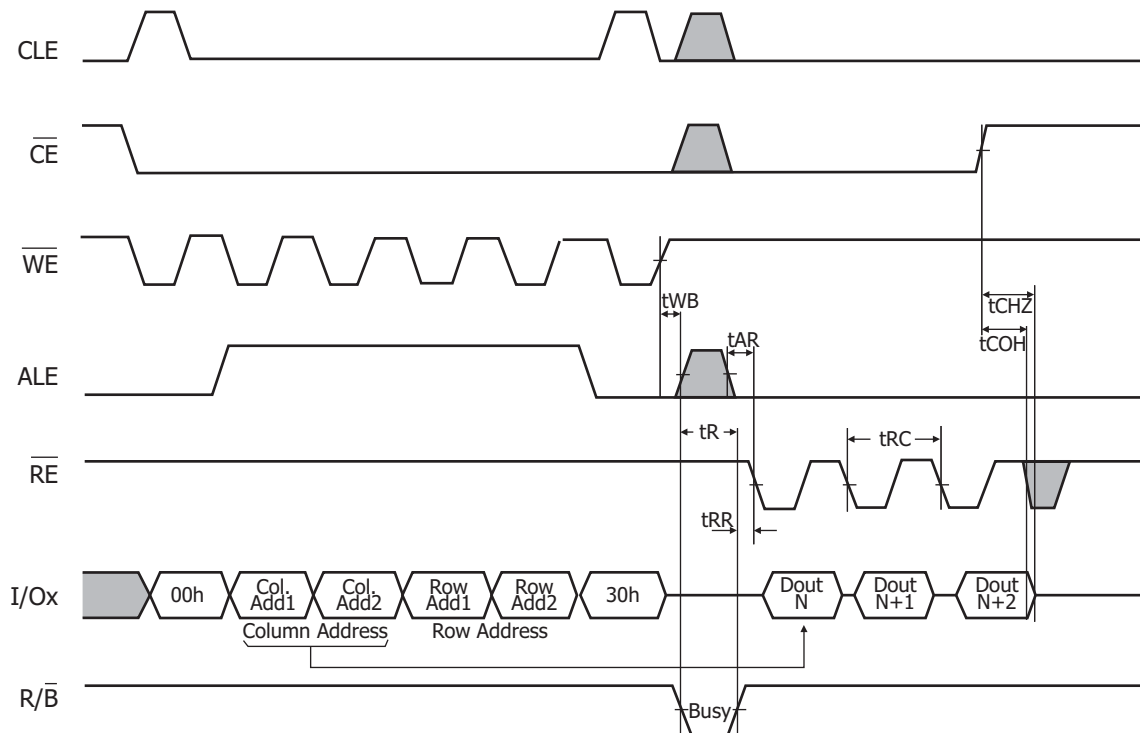 CLE
CE
WE
tWB
tCHZ
tCOH
tAR
ALE
tR
tRC
RE
tRR
I/Ox
00h
Col.
Add1
Col.
Add2
Row
Add1
Row
Add2
30h
Dout
N
Dout
N+1
Dout
N+2
Column Address
Row Address
R/B
Busy